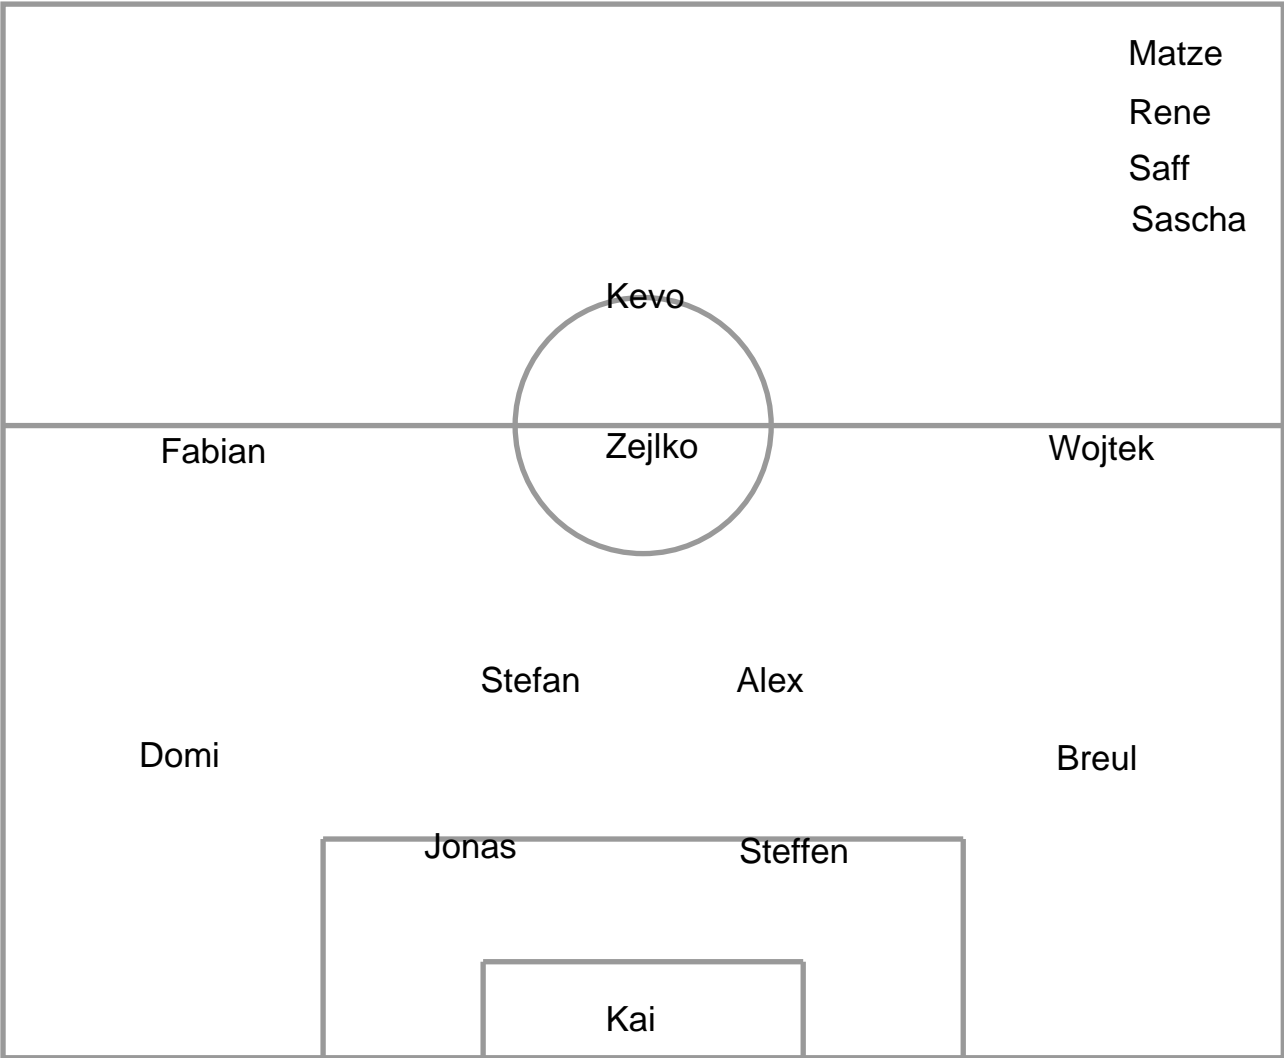 Matze
Rene
Saff
Sascha
Kevo
Fabian Zejlko Wojtek
Stefan Alex
Domi Breul
Jonas Steffen
Kai